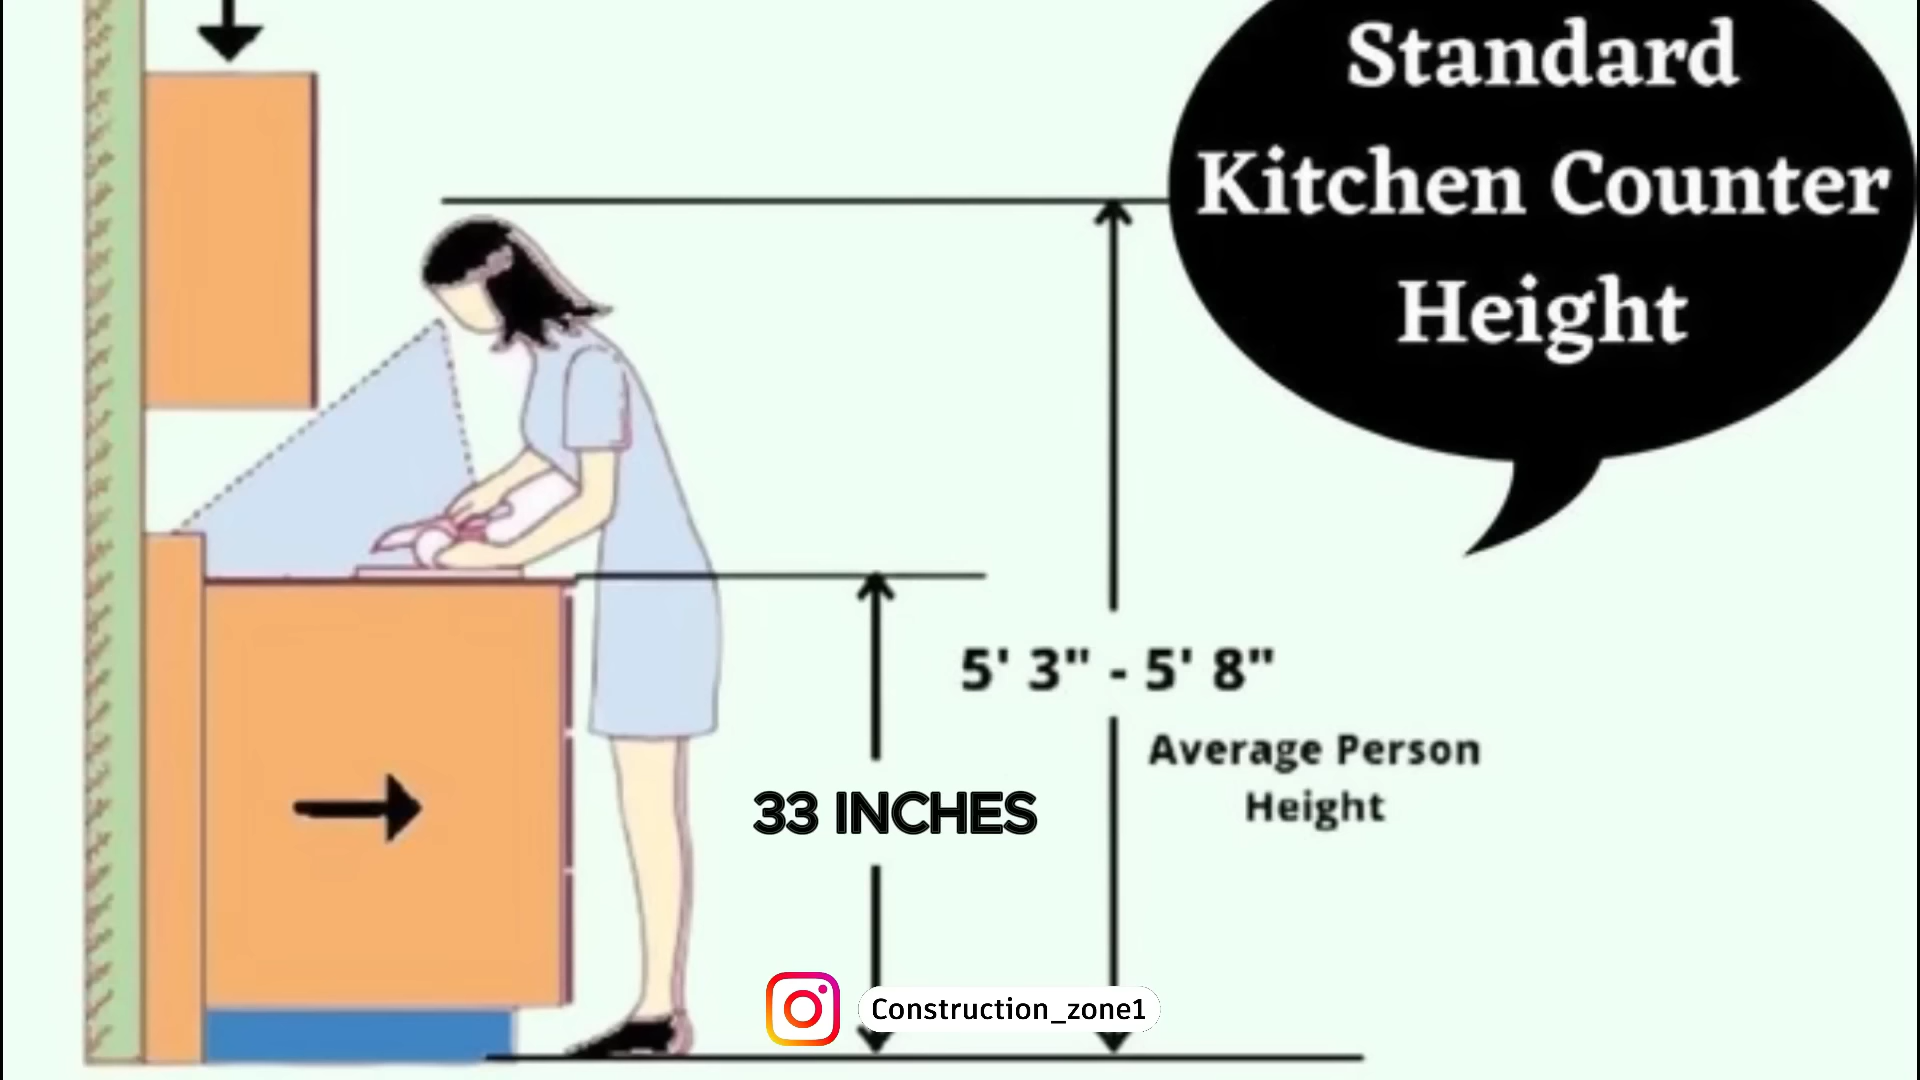 Standard
Kitchen Counter
Height
5' 3" - 5' 8"
Average Person
Height
33 INCHES
Construction_zone1